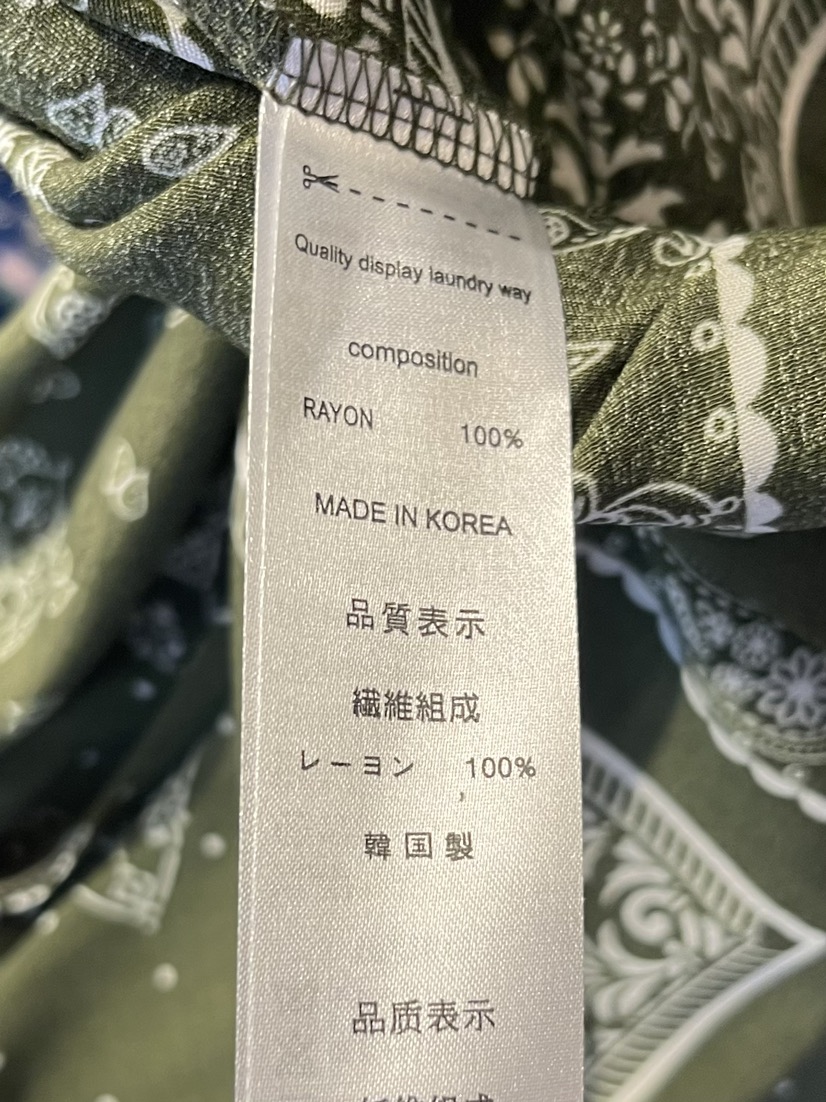 Quality display laundry way
composition
RAYON 100%
MADE IN KOREA
品質表示
繊維組成
レーヨン 100%
韓国製
品质表示